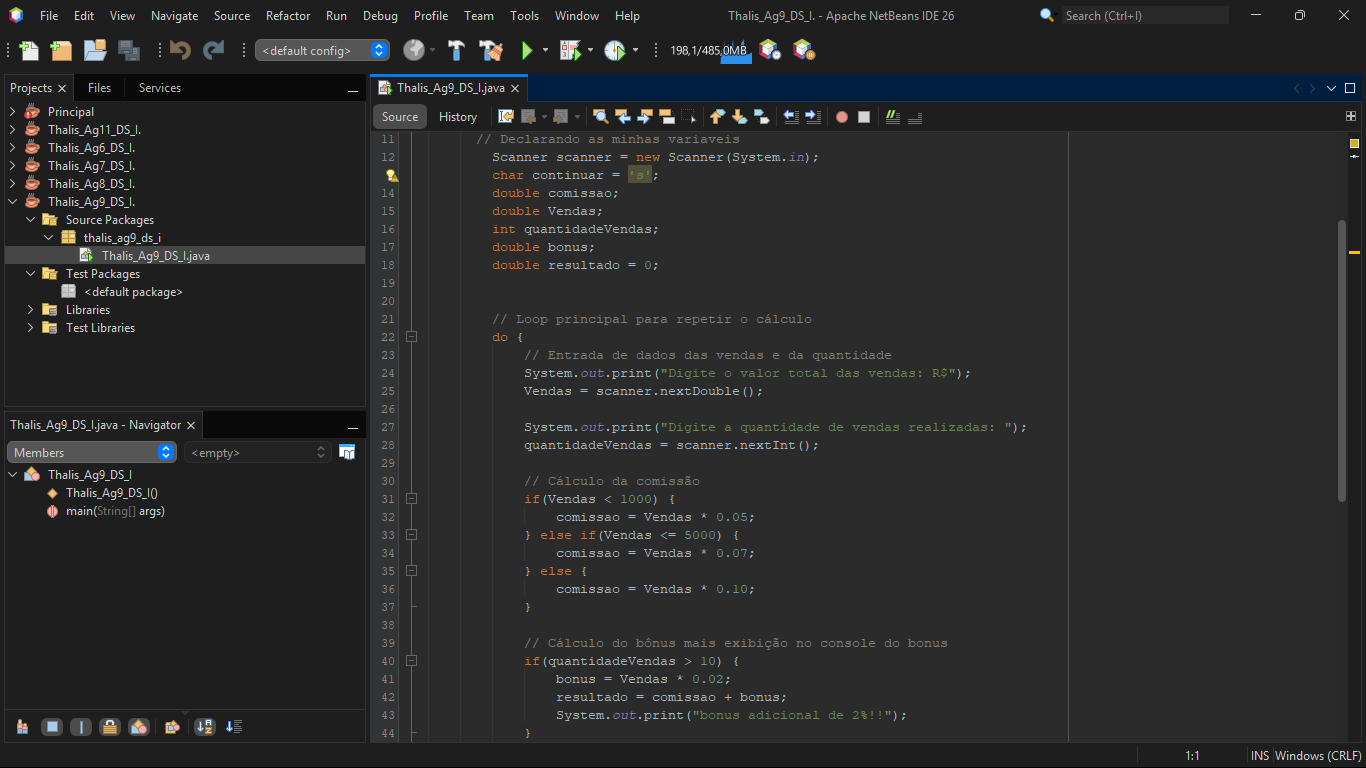 File Edit View Navigate Source Refactor Run Debug Profile Team Tools Window Help
Thalis_Ag9_DS_I. - Apache NetBeans IDE 26
Search (Ctrl+I)
<default config>
198,1/485,0MB
Projects Files Services
Principal
Thalis_Ag11_DS_I.
Thalis_Ag6_DS_I.
Thalis_Ag7_DS_I.
Thalis_Ag8_DS_I.
Thalis_Ag9_DS_I.
Source Packages
thalis_ag9_ds_i
Thalis_Ag9_DS_I.java
Test Packages
<default package>
Libraries
Test Libraries
Thalis_Ag9_DS_I.java - Navigator
Members
<empty>
Thalis_Ag9_DS_I
Thalis_Ag9_DS_I()
main(String[] args)
Thalis_Ag9_DS_I.java
Source History
11 // Declarando as minhas variaveis
12 Scanner scanner = new Scanner(System.in);
char continuar = 's';
14 double comissao;
15 double Vendas;
16 int quantidadeVendas;
17 double bonus;
18 double resultado = 0;
19
20
21 // Loop principal para repetir o cálculo
22 do {
23 // Entrada de dados das vendas e da quantidade
24 System.out.print("Digite o valor total das vendas: R$");
25 Vendas = scanner.nextDouble();
26
27 System.out.print("Digite a quantidade de vendas realizadas: ");
28 quantidadeVendas = scanner.nextInt();
29
30 // Cálculo da comissão
31 if(Vendas < 1000) {
32 comissao = Vendas * 0.05;
33 } else if(Vendas <= 5000) {
34 comissao = Vendas * 0.07;
35 } else {
36 comissao = Vendas * 0.10;
37 }
38
39 // Cálculo do bônus mais exibição no console do bonus
40 if(quantidadeVendas > 10) {
41 bonus = Vendas * 0.02;
42 resultado = comissao + bonus;
43 System.out.print("bonus adicional de 2%!!");
44 }
1:1 INS Windows (CRLF)